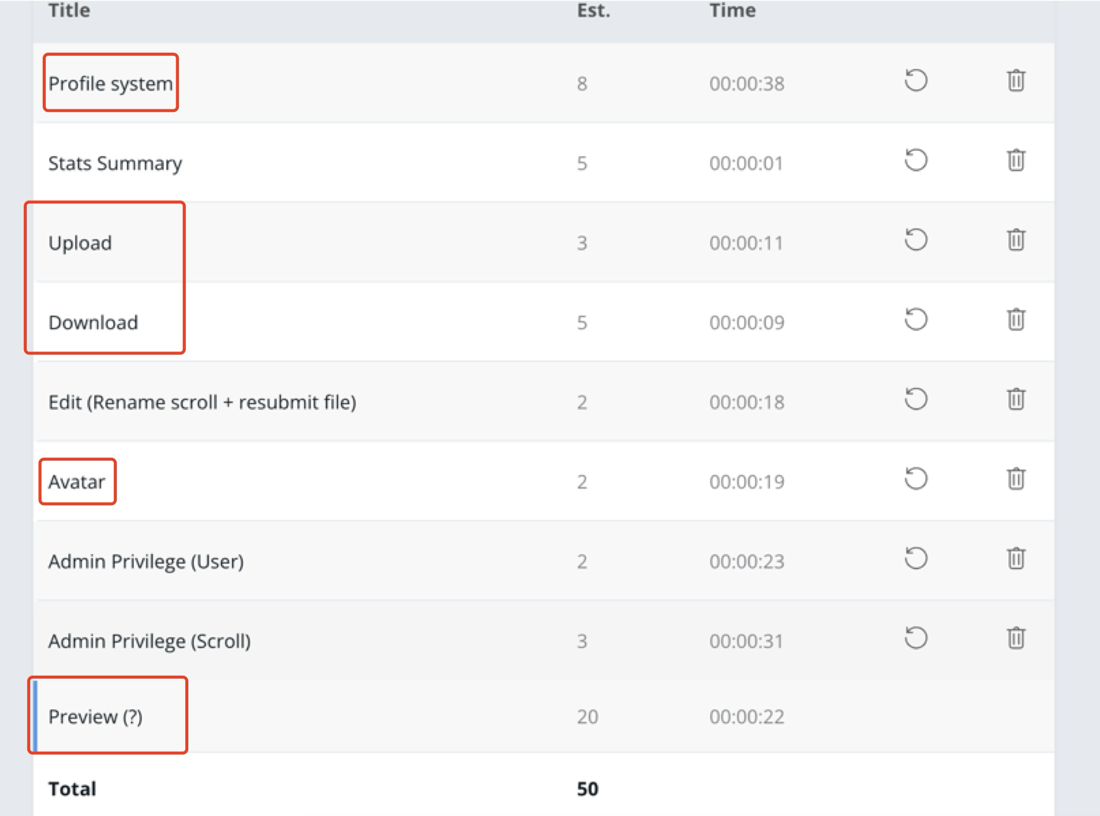 Title Est. Time
Profile system 8 00:00:38
Stats Summary 5 00:00:01
Upload 3 00:00:11
Download 5 00:00:09
Edit (Rename scroll + resubmit file) 2 00:00:18
Avatar 2 00:00:19
Admin Privilege (User) 2 00:00:23
Admin Privilege (Scroll) 3 00:00:31
Preview (?) 20 00:00:22
Total 50